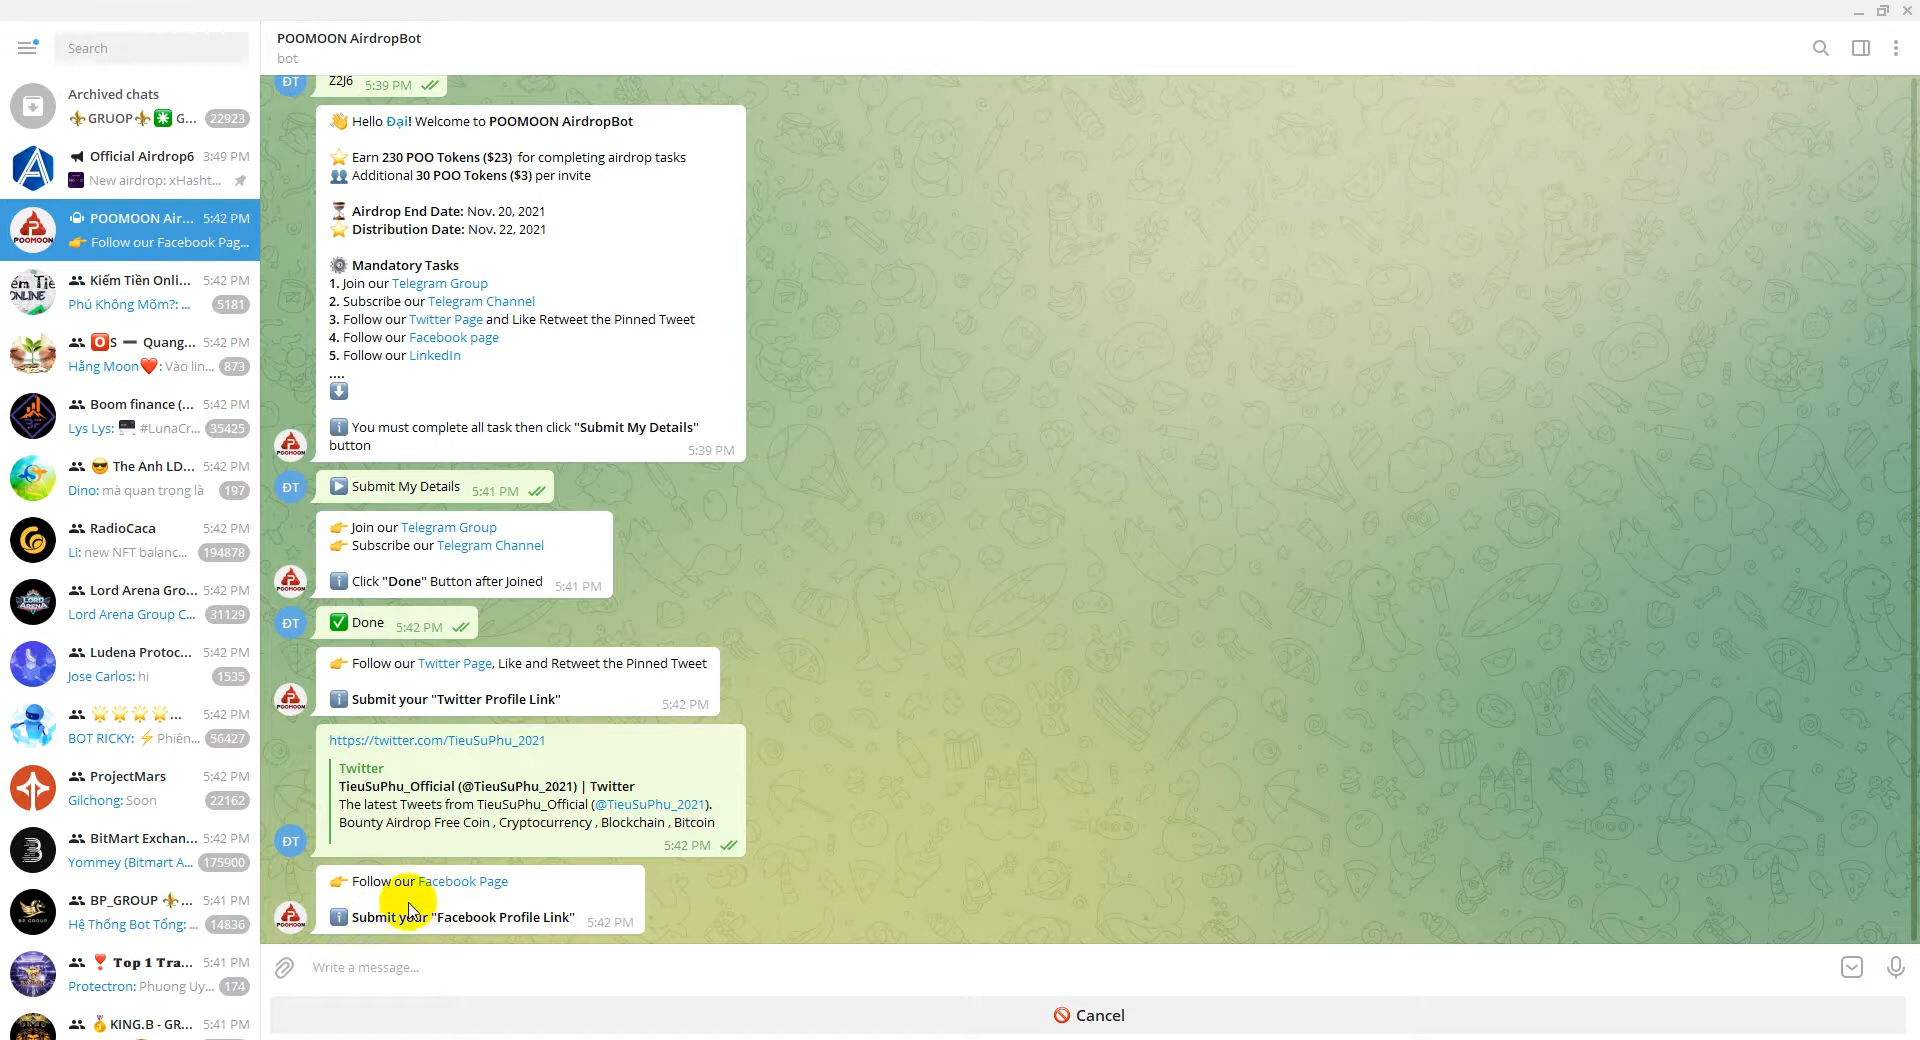 Search
Archived chats
GRUOP G... 22923
Official Airdrop6 3:49 PM
New airdrop: xHasht...
POOMOON Air... 5:42 PM
Follow our Facebook Pag...
Kiếm Tiền Onli... 5:42 PM
Phú Không Mõm?: ... 5181
OS — Quang... 5:42 PM
Hằng Moon: Vào lin... 873
Boom finance (... 5:42 PM
Lys Lys: #LunaCr... 35425
The Anh LD... 5:42 PM
Dino: mà quan trọng là 197
RadioCaca 5:42 PM
Li: new NFT balanc... 194878
Lord Arena Gro... 5:42 PM
Lord Arena Group C... 31129
Ludena Protoc... 5:42 PM
Jose Carlos: hi 1535
... 5:42 PM
BOT RICKY: ⚡ Phiên... 56427
ProjectMars 5:42 PM
Gilchong: Soon 22162
BitMart Exchan... 5:42 PM
Yommey (Bitmart A... 175900
BP_GROUP ... 5:41 PM
Hệ Thống Bot Tổng: ... 14836
Top 1 Tra... 5:41 PM
Protectron: Phuong Uy... 174
KING.B - GR... 5:41 PM
POOMOON AirdropBot
bot
ĐT
Z2J6 5:39 PM
👋 Hello Đại! Welcome to POOMOON AirdropBot
⭐ Earn 230 POO Tokens ($23) for completing airdrop tasks
👥 Additional 30 POO Tokens ($3) per invite
⏳ Airdrop End Date: Nov. 20, 2021
⭐ Distribution Date: Nov. 22, 2021
⚙️ Mandatory Tasks
1. Join our Telegram Group
2. Subscribe our Telegram Channel
3. Follow our Twitter Page and Like Retweet the Pinned Tweet
4. Follow our Facebook page
5. Follow our LinkedIn
....
⬇️
ℹ️ You must complete all task then click "Submit My Details"
button 5:39 PM
POOMOON
ĐT
▶️ Submit My Details 5:41 PM
👉 Join our Telegram Group
👉 Subscribe our Telegram Channel
ℹ️ Click "Done" Button after Joined 5:41 PM
POOMOON
ĐT
✅ Done 5:42 PM
👉 Follow our Twitter Page, Like and Retweet the Pinned Tweet
ℹ️ Submit your "Twitter Profile Link" 5:42 PM
POOMOON
https://twitter.com/TieuSuPhu_2021
Twitter
TieuSuPhu_Official (@TieuSuPhu_2021) | Twitter
The latest Tweets from TieuSuPhu_Official (@TieuSuPhu_2021).
Bounty Airdrop Free Coin , Cryptocurrency , Blockchain , Bitcoin
ĐT
5:42 PM
👉 Follow our Facebook Page
ℹ️ Submit your "Facebook Profile Link" 5:42 PM
POOMOON
Write a message...
🚫 Cancel